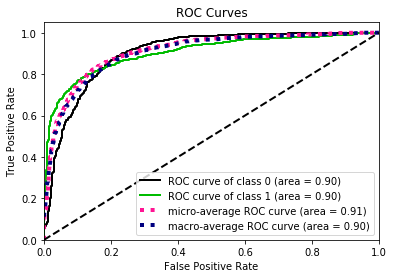 ROC Curves
1.0
0.8
0.6
0.4
0.2
0.0
True Positive Rate
ROC curve of class 0 (area = 0.90)
ROC curve of class 1 (area = 0.90)
micro-average ROC curve (area = 0.91)
macro-average ROC curve (area = 0.90)
0.0 0.2 0.4 0.6 0.8 1.0
False Positive Rate